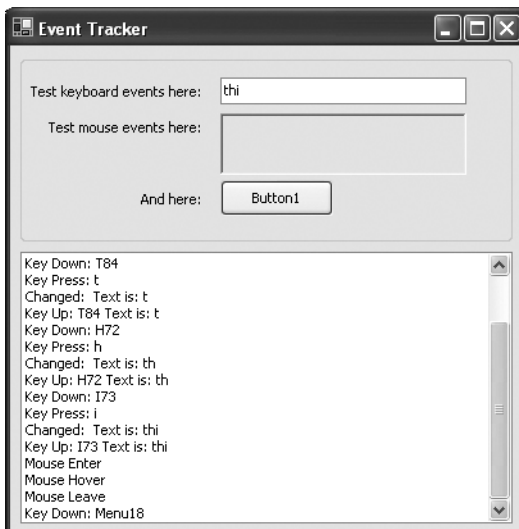 Event Tracker
Test keyboard events here: thi
Test mouse events here:
And here: Button1
Key Down: T84
Key Press: t
Changed:  Text is: t
Key Up: T84 Text is: t
Key Down: H72
Key Press: h
Changed:  Text is: th
Key Up: H72 Text is: th
Key Down: I73
Key Press: i
Changed:  Text is: thi
Key Up: I73 Text is: thi
Mouse Enter
Mouse Hover
Mouse Leave
Key Down: Menu18